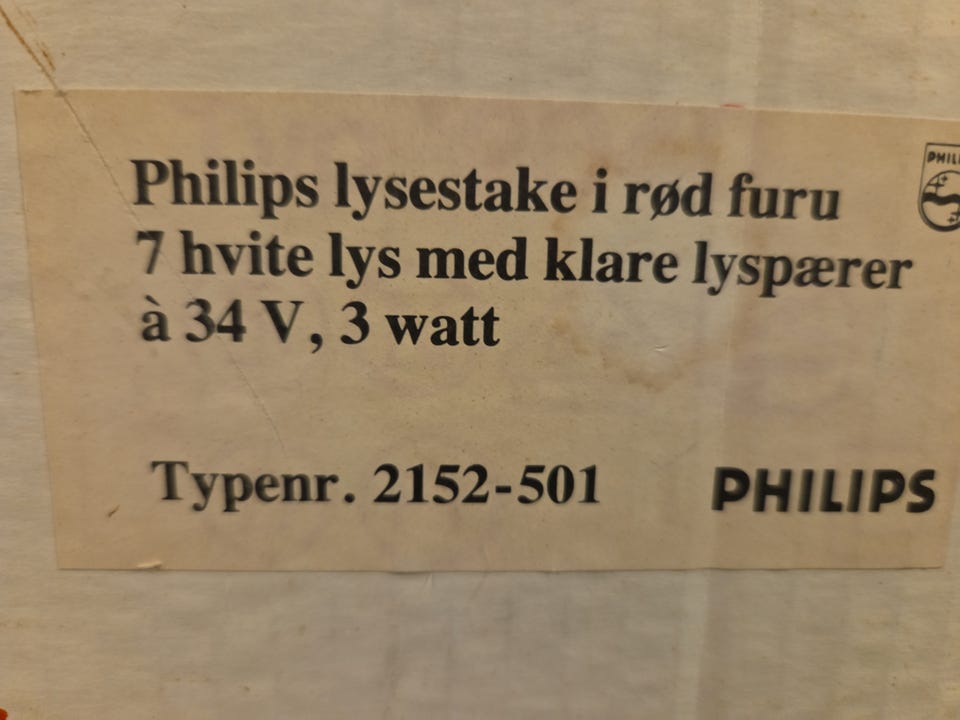 Philips lysestake i rød furu
7 hvite lys med klare lyspærer
à 34 V, 3 watt
Typenr. 2152-501
PHILIPS